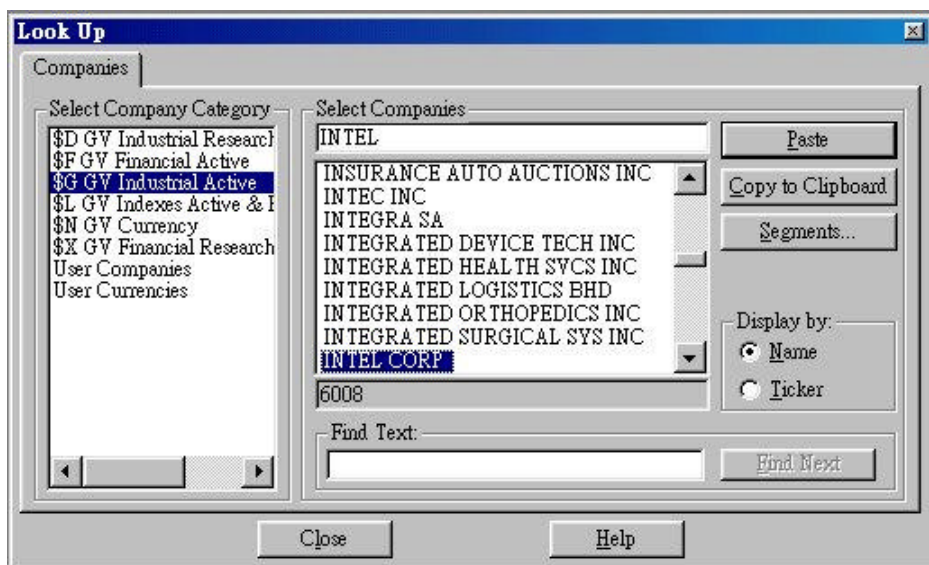 Look Up
Companies
Select Company Category
$D GV Industrial Research
$F GV Financial Active
$G GV Industrial Active
$L GV Indexes Active &
$N GV Currency
$X GV Financial Research
User Companies
User Currencies
Select Companies
INTEL
INSURANCE AUTO AUCTIONS INC
INTEC INC
INTEGRA SA
INTEGRATED DEVICE TECH INC
INTEGRATED HEALTH SVCS INC
INTEGRATED LOGISTICS BHD
INTEGRATED ORTHOPEDICS INC
INTEGRATED SURGICAL SYS INC
INTEL CORP
6008
Find Text:
Paste
Copy to Clipboard
Segments...
Display by:
Name
Ticker
Find Next
Close
Help